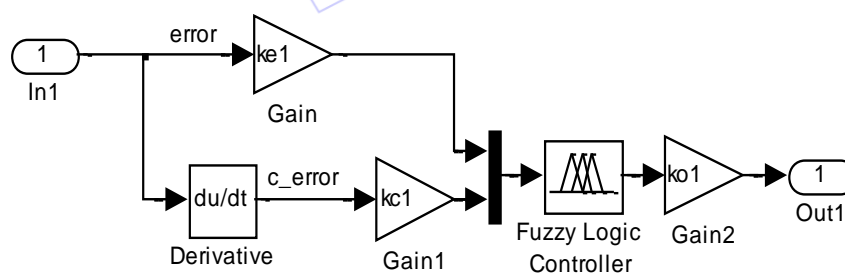 error
1
ke1
In1
Gain
c_error
du/dt
kc1
ko1
1
Derivative
Gain1
Fuzzy Logic
Controller
Gain2
Out1